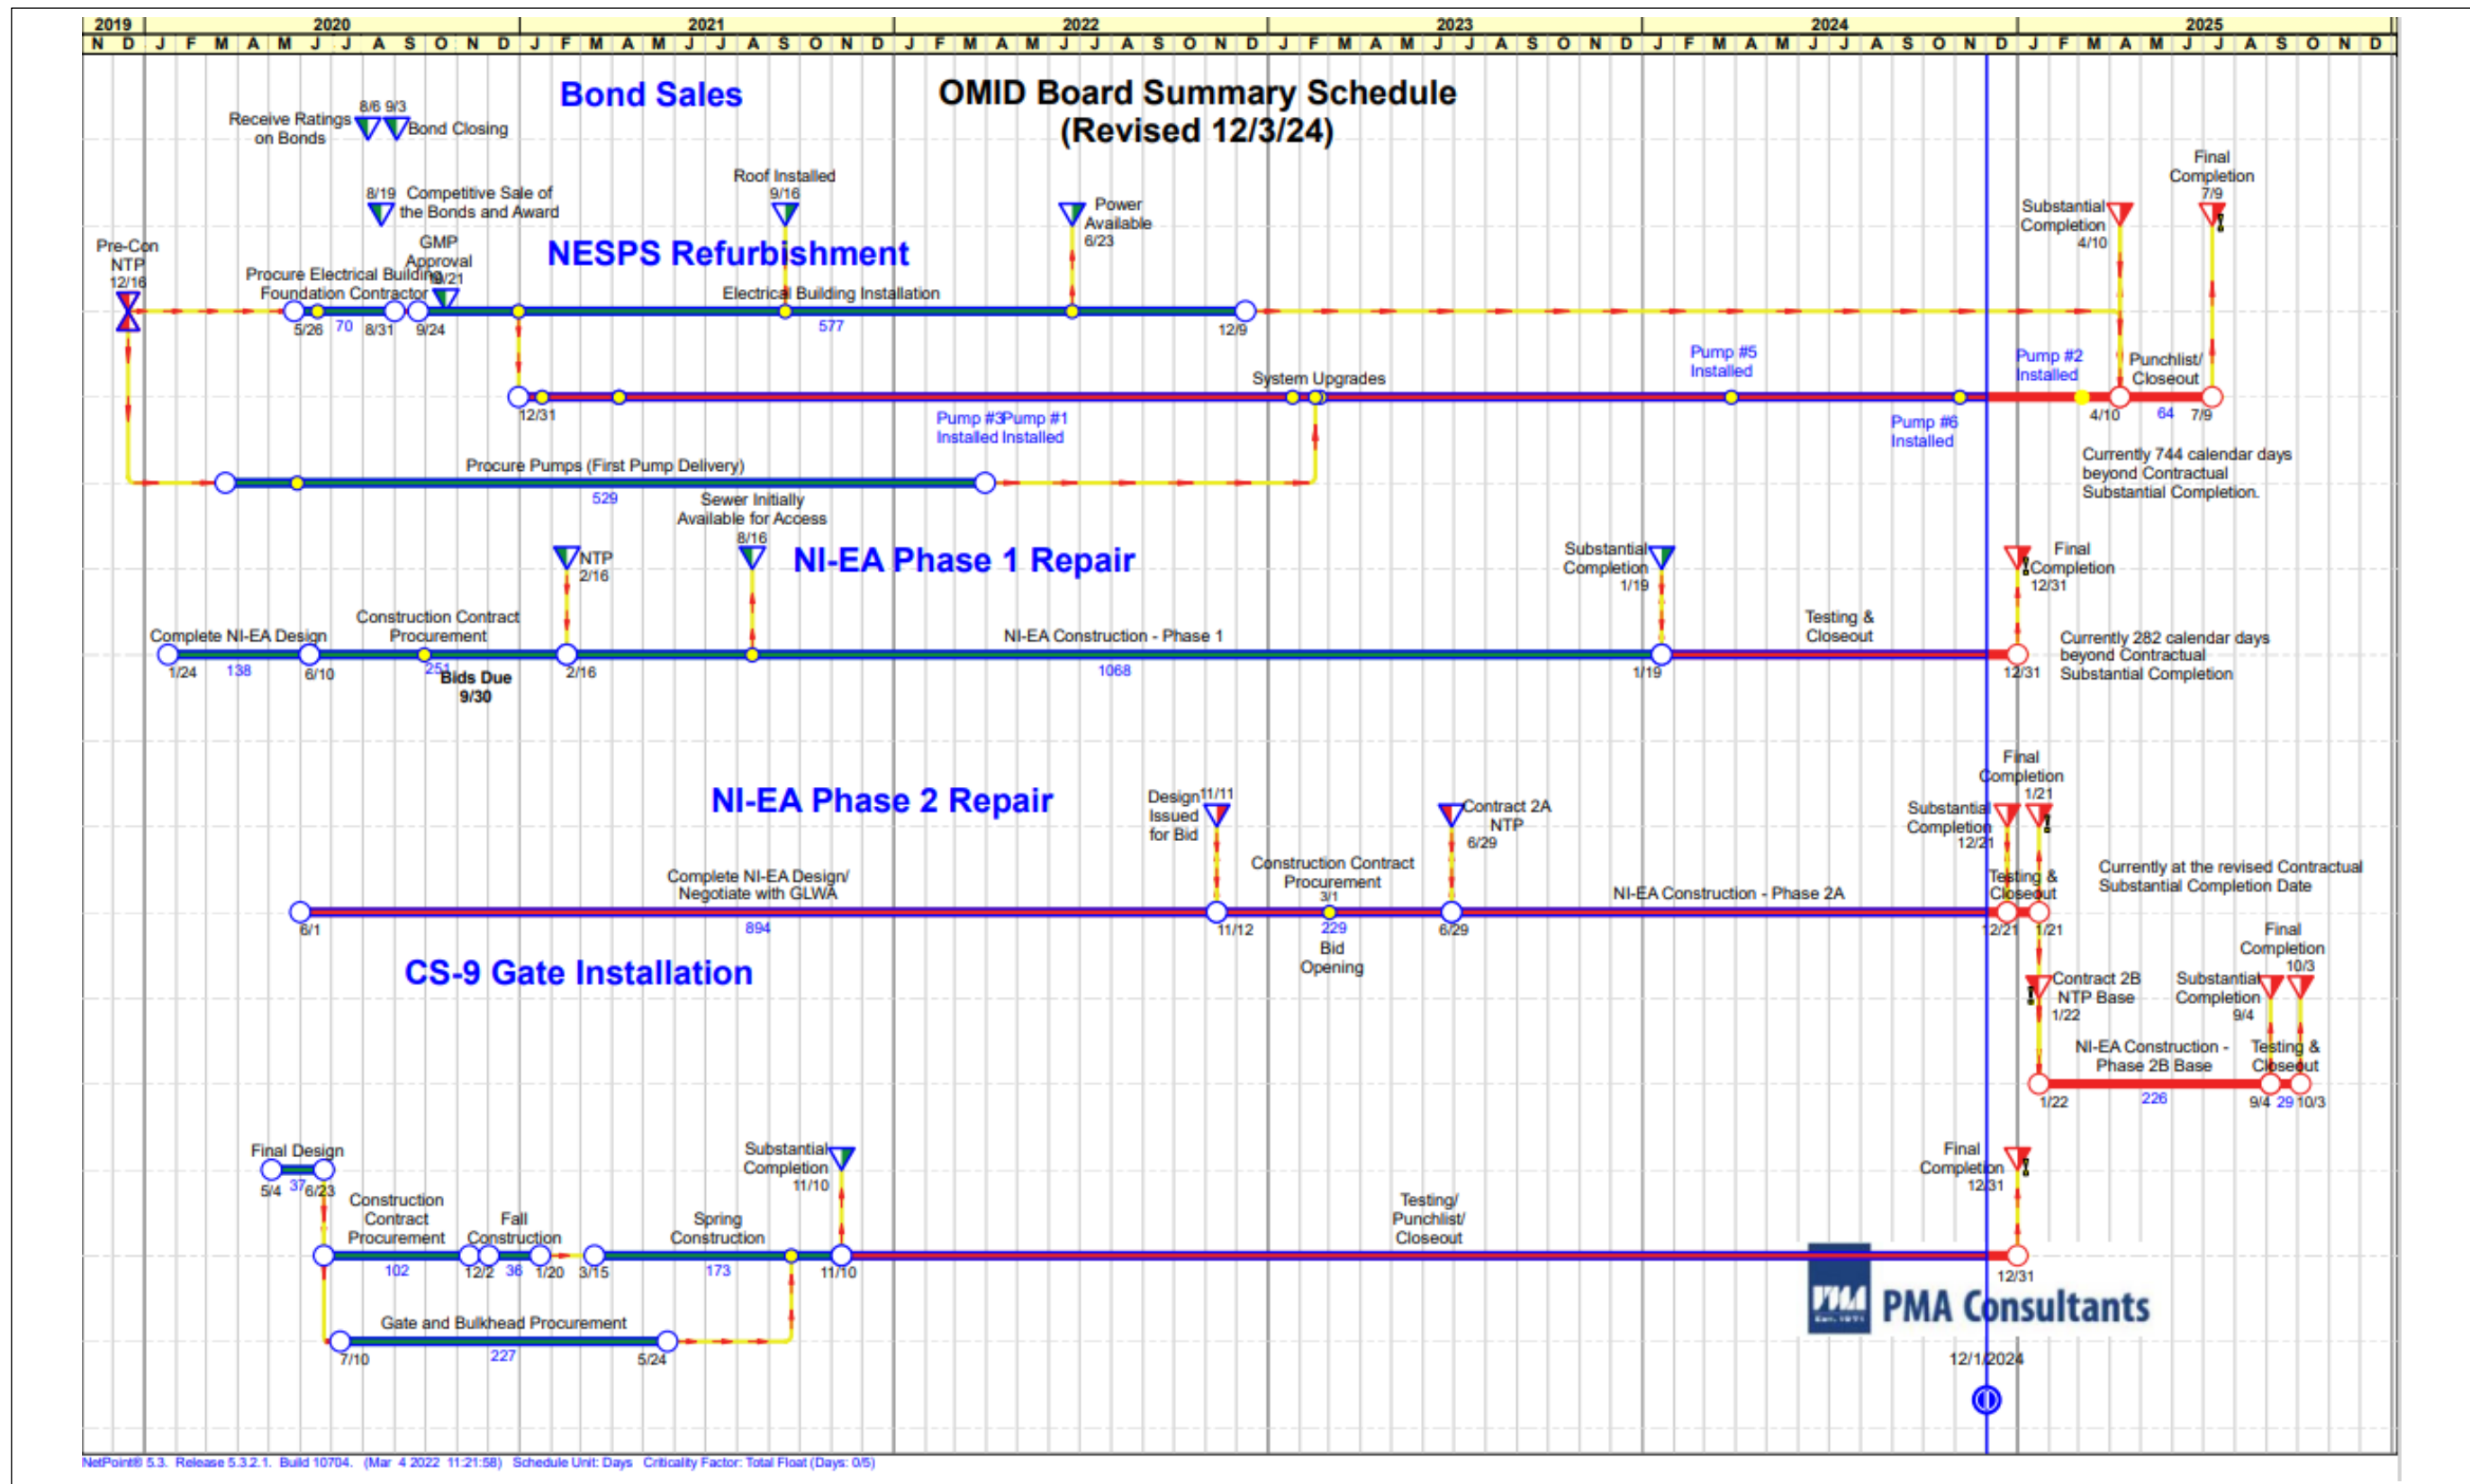 2019 2020 2021 2022 2023 2024 2025
N D J F M A M J J A S O N D J F M A M J J A S O N D J F M A M J J A S O N D J F M A M J J A S O N D J F M A M J J A S O N D J F M A M J J A S O N D
Bond Sales
OMID Board Summary Schedule
(Revised 12/3/24)
8/6 9/3
Receive Ratings
on Bonds
Bond Closing
8/19 Competitive Sale of
the Bonds and Award
NESPS Refurbishment
Pre-Con
NTP
12/16
GMP
Approval
Procure Electrical Building
Foundation Contractor
5/26 70 8/31 9/24
Roof Installed
9/16
Power
Available
6/23
Electrical Building Installation
577
12/9
Substantial
Completion
4/10
Final
Completion
7/9
System Upgrades
12/31
Pump #3
Installed
Pump #1
Installed
Pump #5
Installed
Pump #6
Installed
Pump #2
Installed
Punchlist/
Closeout
4/10 64 7/9
Currently 744 calendar days
beyond Contractual
Substantial Completion.
Procure Pumps (First Pump Delivery)
529
NI-EA Phase 1 Repair
NTP
2/16
Sewer Initially
Available for Access
8/16
Substantial
Completion
1/19
Final
Completion
12/31
Complete NI-EA Design
1/24 138 6/10
Construction Contract
Procurement
251
Bids Due
9/30
2/16
NI-EA Construction - Phase 1
1068
1/19
Testing &
Closeout
12/31
Currently 282 calendar days
beyond Contractual
Substantial Completion
NI-EA Phase 2 Repair
Design
Issued
for Bid
11/11
Contract 2A
NTP
6/29
Substantial
Completion
12/21
Final
Completion
1/21
Complete NI-EA Design/
Negotiate with GLWA
6/1 894 11/12
Construction Contract
Procurement
3/1
229
Bid
Opening
6/29
NI-EA Construction - Phase 2A
Testing &
Closeout
12/21 1/21
Currently at the revised Contractual
Substantial Completion Date
Contract 2B
NTP Base
1/22
Substantial
Completion
9/4
Final
Completion
10/3
NI-EA Construction -
Phase 2B Base
Testing &
Closeout
1/22 226 9/4 29 10/3
CS-9 Gate Installation
Final Design
5/4 37 6/23
Construction
Contract
Procurement
102
Fall
Construction
12/2 36 1/20
Spring
Construction
3/15 173 11/10
Substantial
Completion
11/10
Testing/
Punchlist/
Closeout
Final
Completion
12/31
12/31
Gate and Bulkhead Procurement
7/10 227 5/24
PMA
Est. 1971
PMA Consultants
12/1/2024
NetPoint® 5.3. Release 5.3.2.1. Build 10704. (Mar 4 2022 11:21:58) Schedule Unit: Days Criticality Factor: Total Float (Days: 0/5)